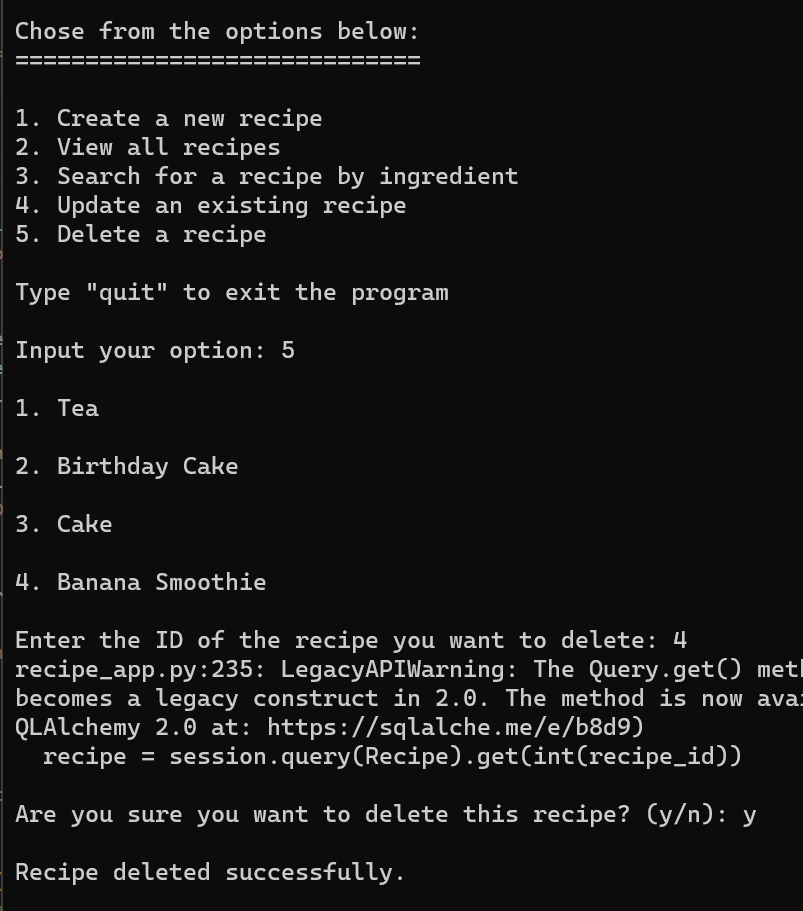 Chose from the options below:
=============================
1. Create a new recipe
2. View all recipes
3. Search for a recipe by ingredient
4. Update an existing recipe
5. Delete a recipe
Type "quit" to exit the program
Input your option: 5
1. Tea
2. Birthday Cake
3. Cake
4. Banana Smoothie
Enter the ID of the recipe you want to delete: 4
recipe_app.py:235: LegacyAPIWarning: The Query.get()
becomes a legacy construct in 2.0. The method is now
QLAlchemy 2.0 at: https://sqlalche.me/e/b8d9)
recipe = session.query(Recipe).get(int(recipe_id))
Are you sure you want to delete this recipe? (y/n): y
Recipe deleted successfully.